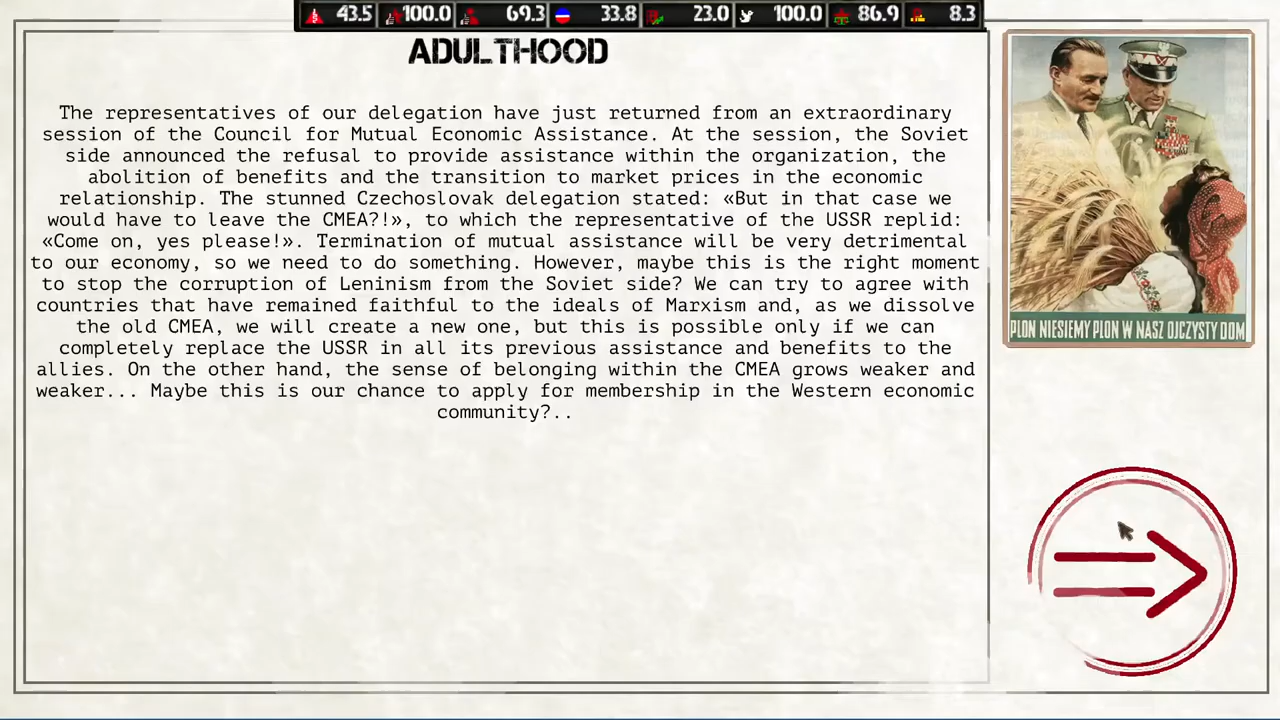 43.5 100.0 69.3 33.8 23.0 100.0 86.9 8.3
ADULTHOOD
The representatives of our delegation have just returned from an extraordinary
session of the Council for Mutual Economic Assistance. At the session, the Soviet
side announced the refusal to provide assistance within the organization, the
abolition of benefits and the transition to market prices in the economic
relationship. The stunned Czechoslovak delegation stated: «But in that case we
would have to leave the CMEA?!», to which the representative of the USSR replid:
«Come on, yes please!». Termination of mutual assistance will be very detrimental
to our economy, so we need to do something. However, maybe this is the right moment
to stop the corruption of Leninism from the Soviet side? We can try to agree with
countries that have remained faithful to the ideals of Marxism and, as we dissolve
the old CMEA, we will create a new one, but this is possible only if we can
completely replace the USSR in all its previous assistance and benefits to the
allies. On the other hand, the sense of belonging within the CMEA grows weaker and
weaker... Maybe this is our chance to apply for membership in the Western economic
community?..
PLON NIESIEMY PLON W NASZ OJCZYSTY DOM